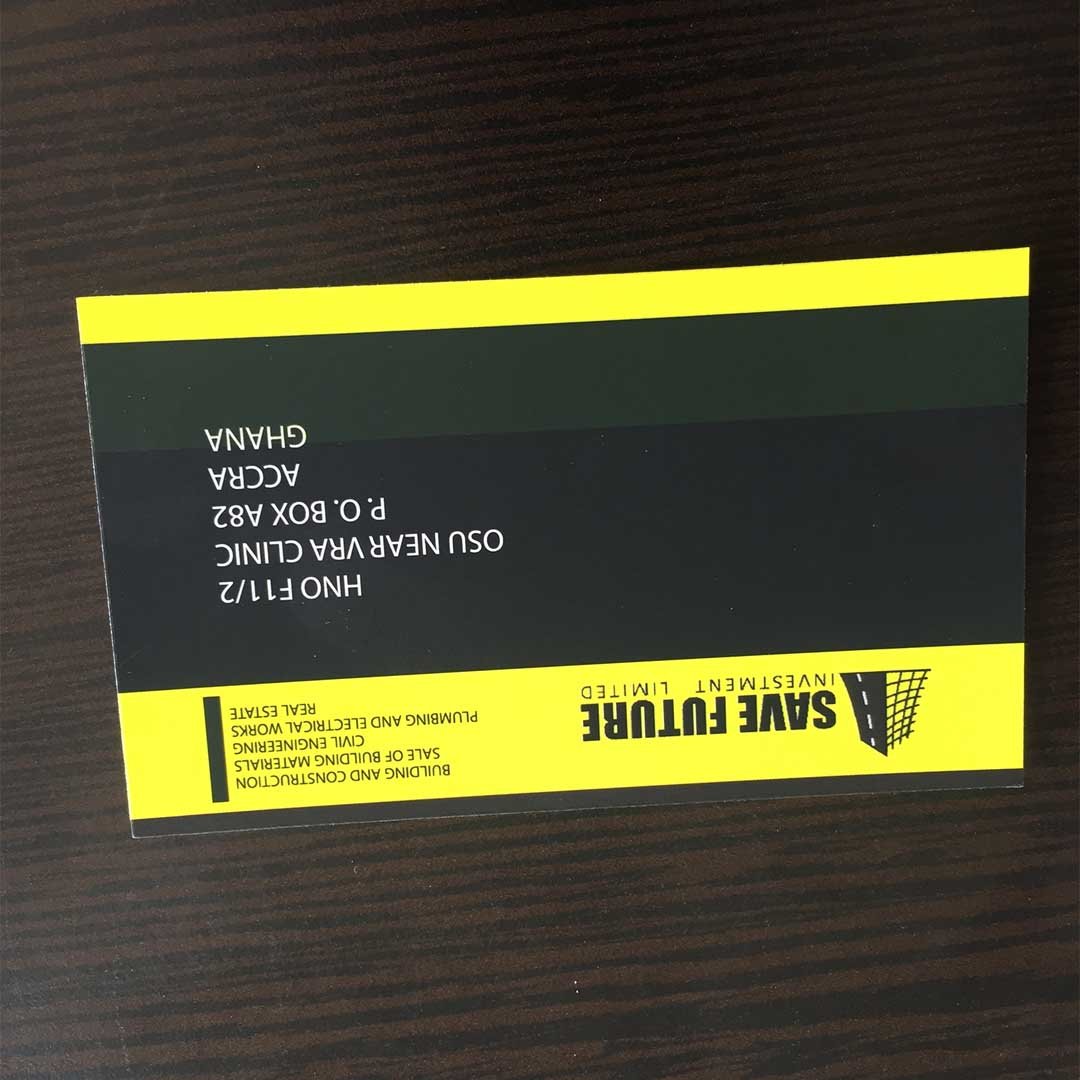 SAVE FUTURE
INVESTMENT LIMITED
BUILDING AND CONSTRUCTION
SALE OF BUILDING MATERIALS
CIVIL ENGINEERING
PLUMBING AND ELECTRICAL WORKS
REAL ESTATE
HNO F11/2
OSU NEAR VRA CLINIC
P. O. BOX A82
ACCRA
GHANA